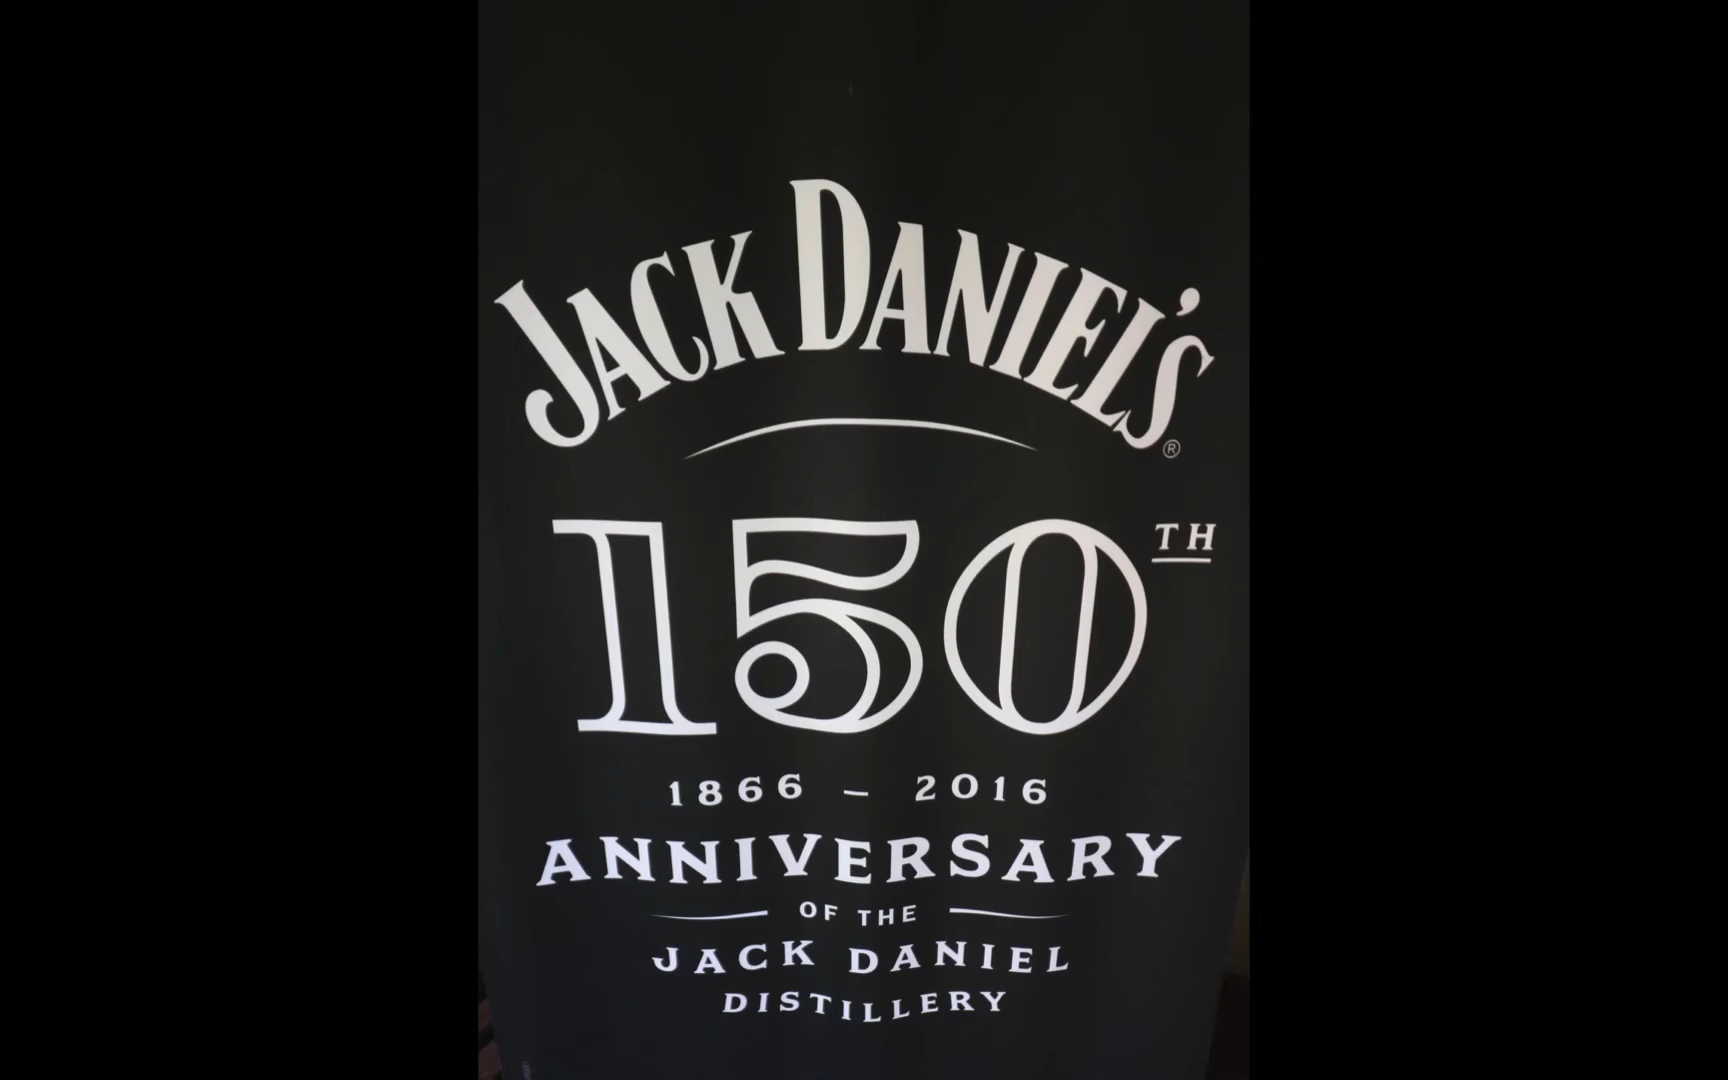 JACK DANIEL'S®
150TH
1866 – 2016
ANNIVERSARY
OF THE
JACK DANIEL
DISTILLERY